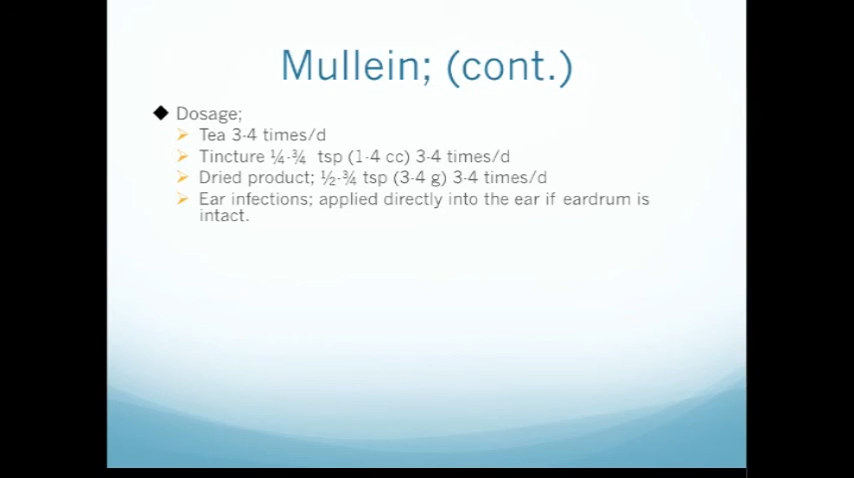 Mullein; (cont.)
Dosage;
Tea 3-4 times/d
Tincture ¼-¾ tsp (1-4 cc) 3-4 times/d
Dried product; ½-¾ tsp (3-4 g) 3-4 times/d
Ear infections; applied directly into the ear if eardrum is
intact.